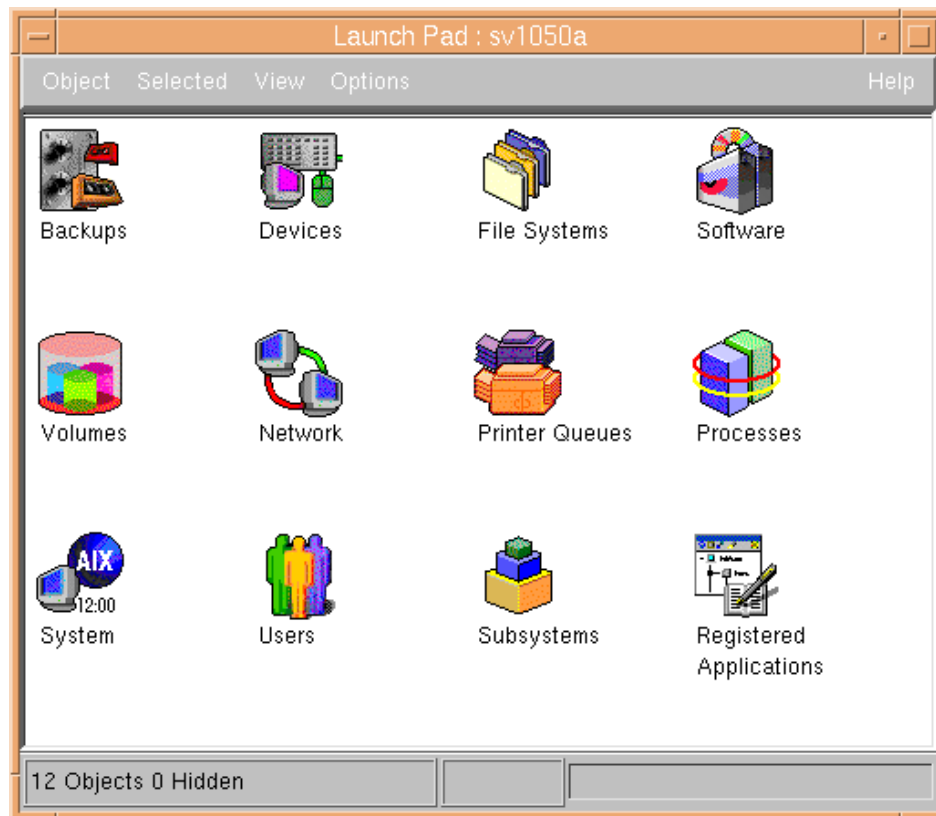 Launch Pad : sv1050a
Object Selected View Options Help
Backups Devices File Systems Software
Volumes Network Printer Queues Processes
AIX
12:00
System Users Subsystems Registered
Applications
12 Objects 0 Hidden